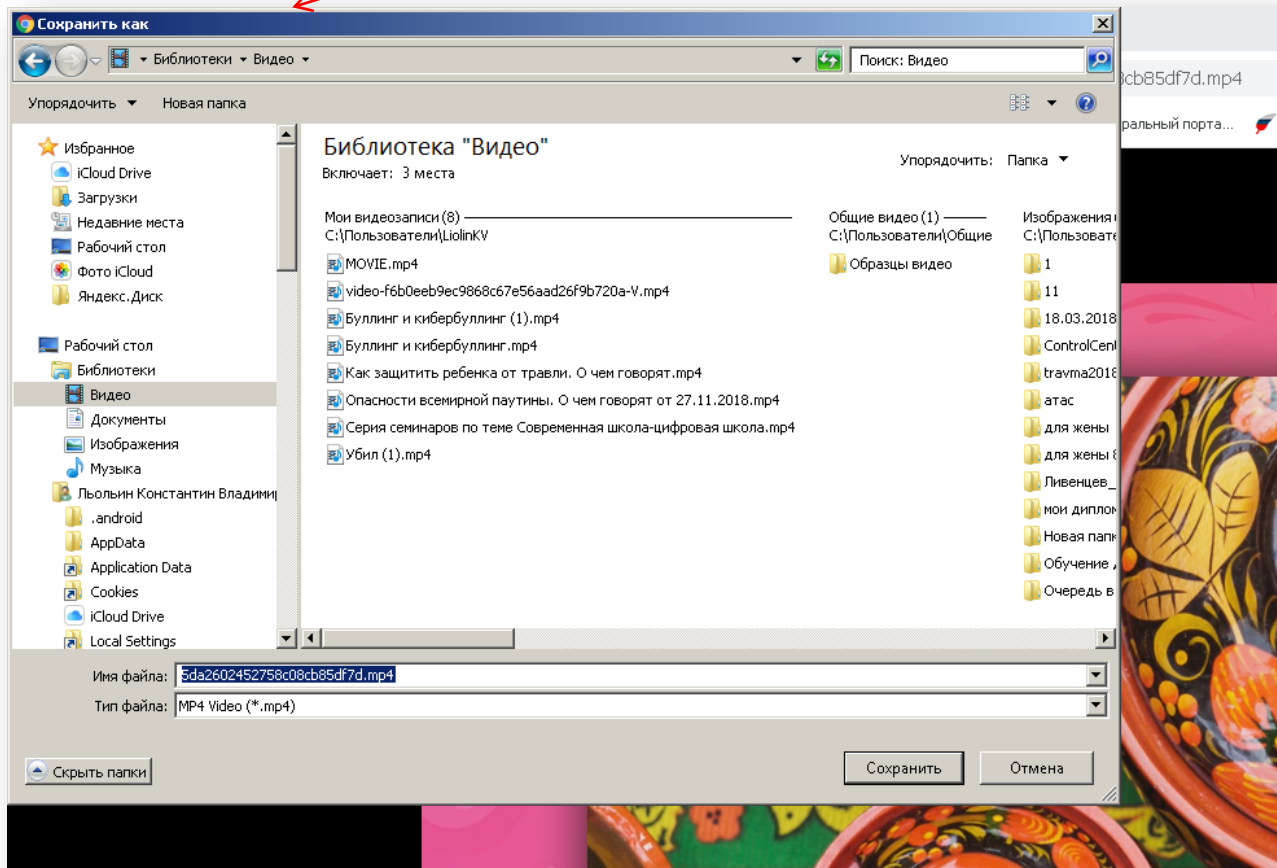 Сохранить как
Библиотеки Видео
Поиск: Видео
cb85df7d.mp4
Упорядочить Новая папка
ральный порта...
Избранное
iCloud Drive
Загрузки
Недавние места
Рабочий стол
Фото iCloud
Яндекс.Диск
Рабочий стол
Библиотеки
Видео
Документы
Изображения
Музыка
Льольин Константин Владими
.android
AppData
Application Data
Cookies
iCloud Drive
Local Settings
Библиотека "Видео"
Включает: 3 места
Упорядочить: Папка
Мои видеозаписи (8)
C:\Пользователи\LiolinKV
MOVIE.mp4
video-f6b0eeb9ec9868c67e56aad26f9b720a-V.mp4
Буллинг и кибербуллинг (1).mp4
Буллинг и кибербуллинг.mp4
Как защитить ребенка от травли. О чем говорят.mp4
Опасности всемирной паутины. О чем говорят от 27.11.2018.mp4
Серия семинаров по теме Современная школа-цифровая школа.mp4
Убил (1).mp4
Общие видео (1)
C:\Пользователи\Общие
Образцы видео
Изображения
C:\Пользовате
1
11
18.03.2018
ControlCen
travma2018
атас
для жены
для жены 8
Ливенцев_
мои диплом
Новая папк
Обучение
Очередь в
Имя файла: 5da2602452758c08cb85df7d.mp4
Тип файла: MP4 Video (*.mp4)
Скрыть папки
Сохранить Отмена